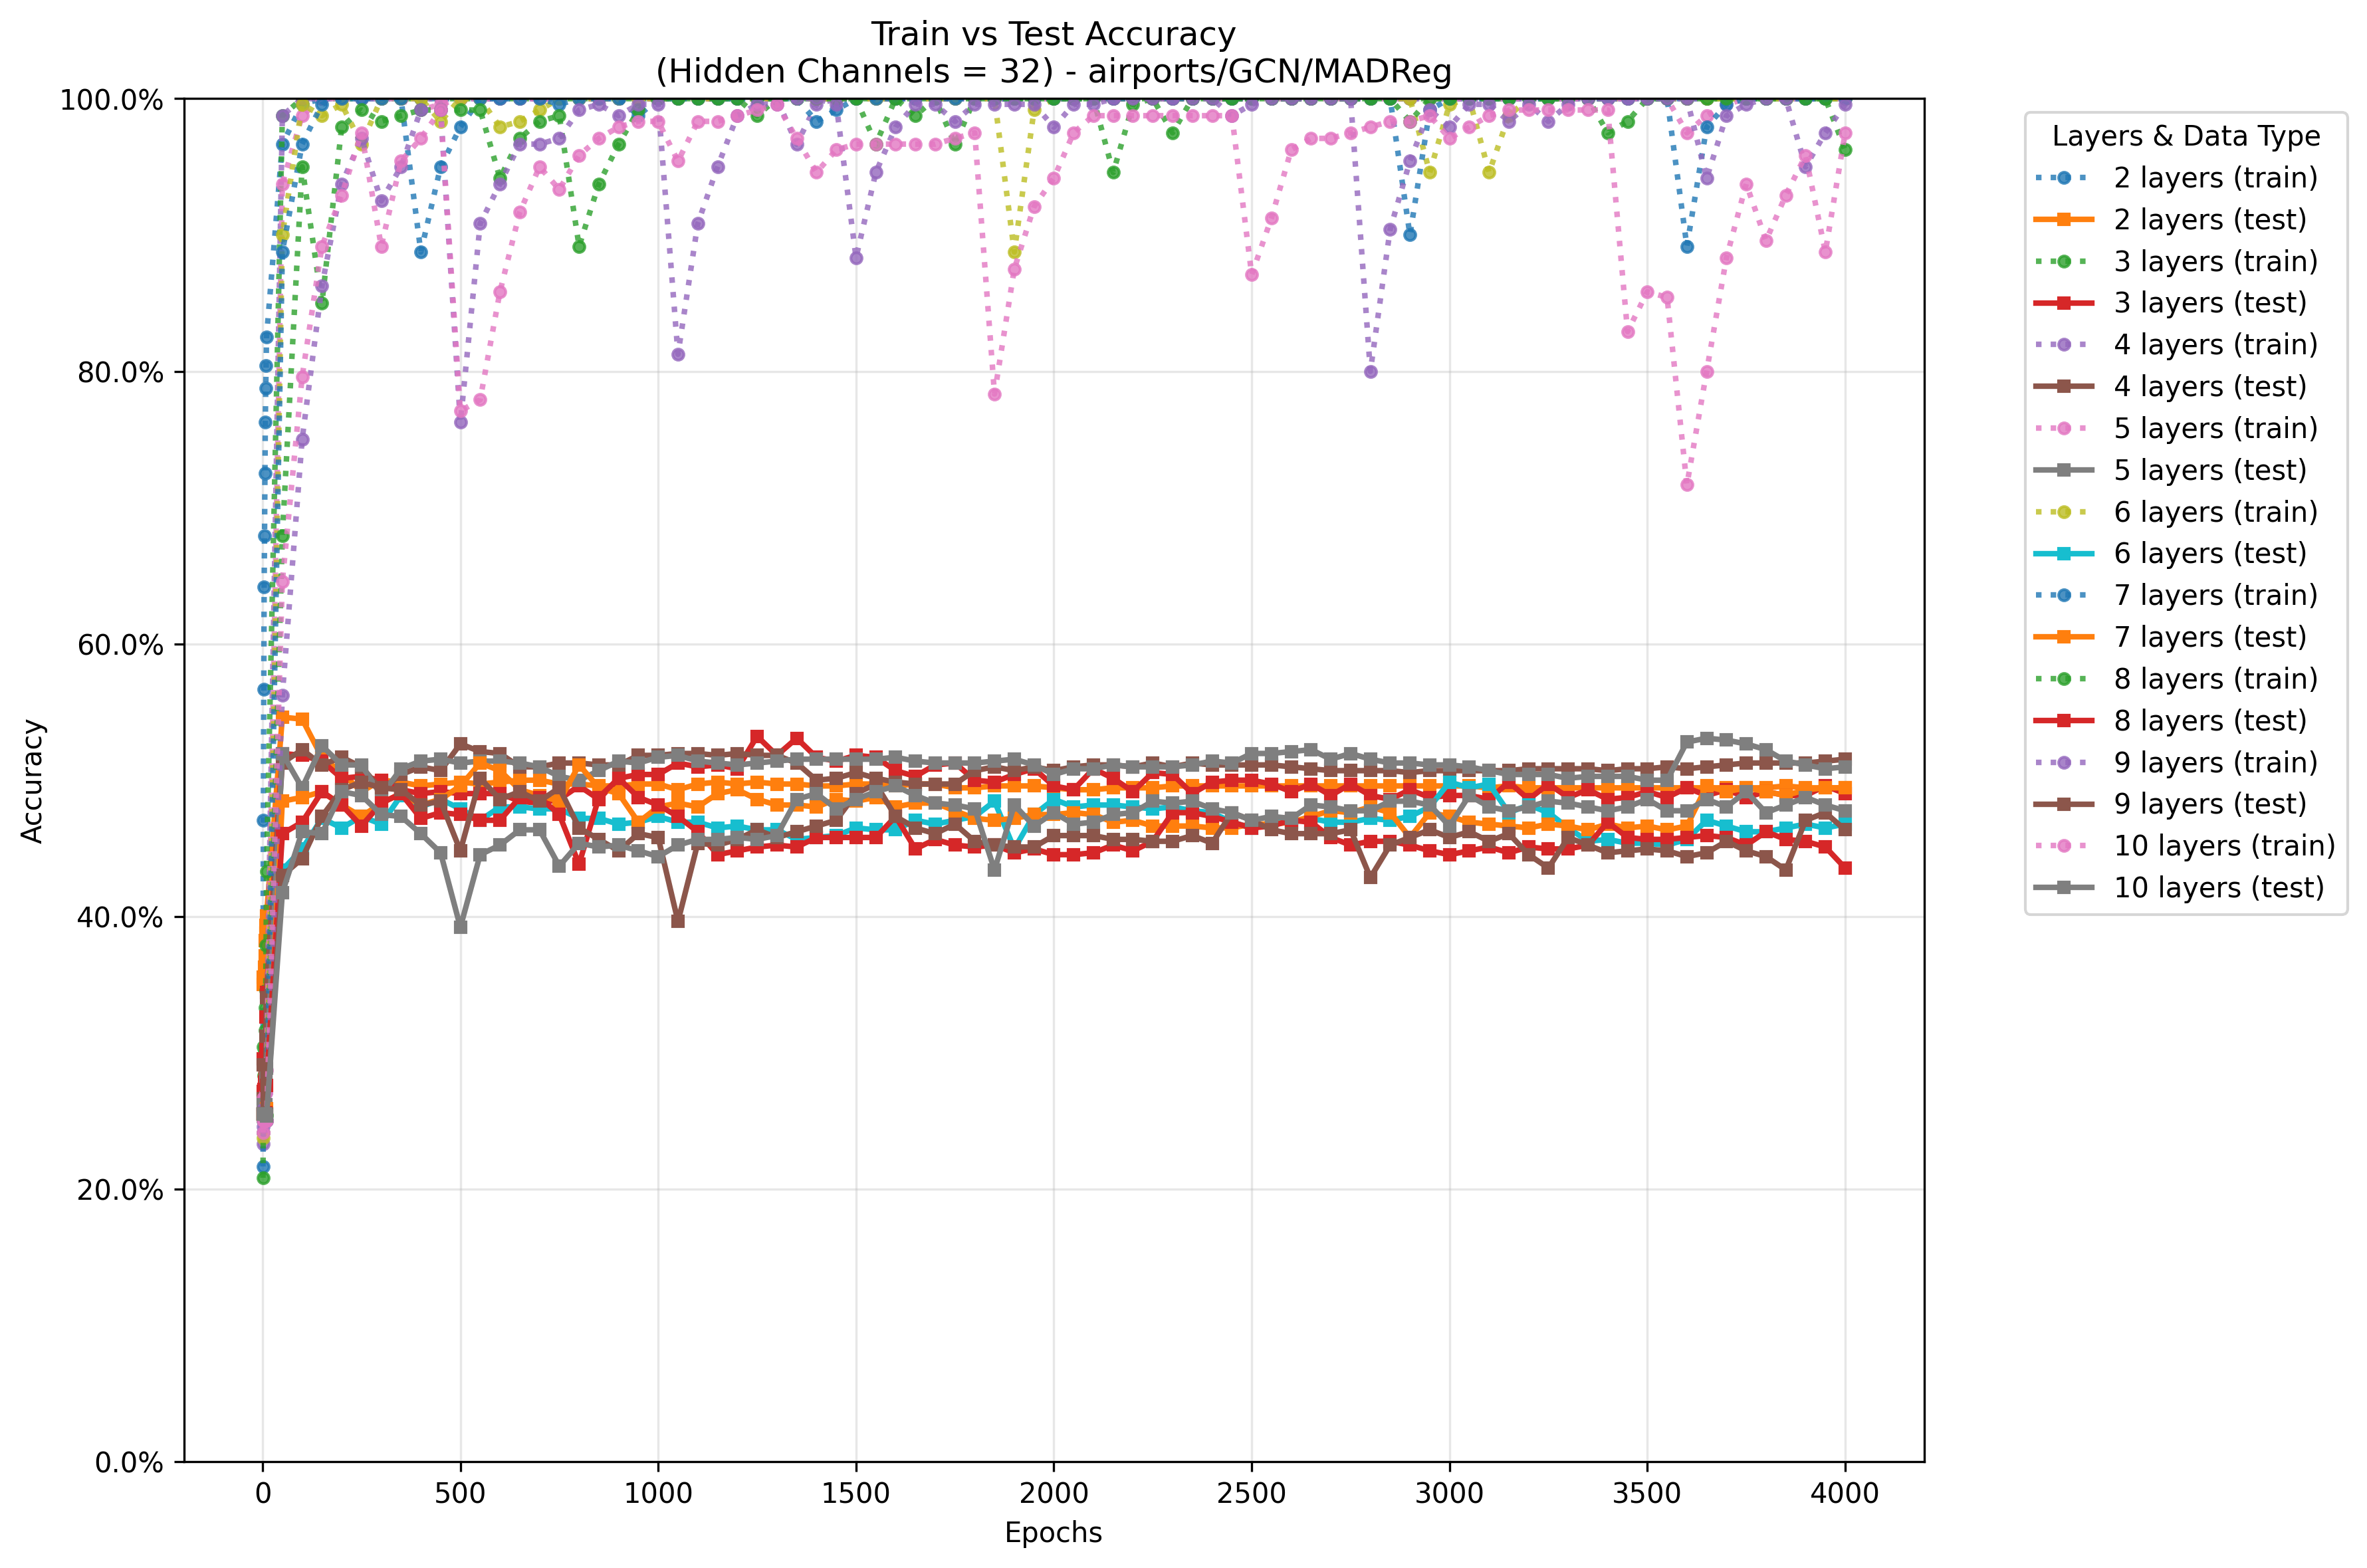 Train vs Test Accuracy
(Hidden Channels = 32) - airports/GCN/MADReg
100.0%
80.0%
60.0%
40.0%
20.0%
0.0%
Accuracy
0
500
1000
1500
2000
2500
3000
3500
4000
Epochs
Layers & Data Type
2 layers (train)
2 layers (test)
3 layers (train)
3 layers (test)
4 layers (train)
4 layers (test)
5 layers (train)
5 layers (test)
6 layers (train)
6 layers (test)
7 layers (train)
7 layers (test)
8 layers (train)
8 layers (test)
9 layers (train)
9 layers (test)
10 layers (train)
10 layers (test)